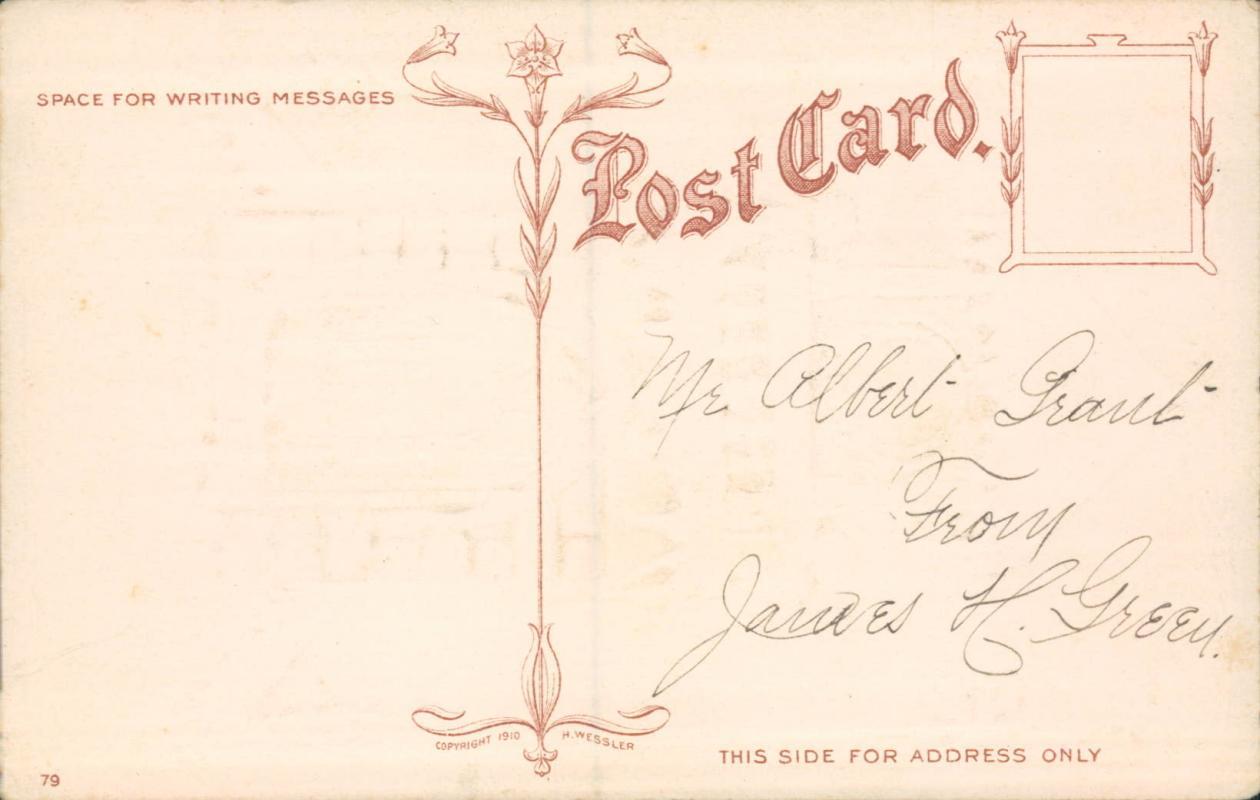 SPACE FOR WRITING MESSAGES
Post Card.
Mr Albert Grant
From
James H. Green.
COPYRIGHT 1910 H. WESSLER
THIS SIDE FOR ADDRESS ONLY
79